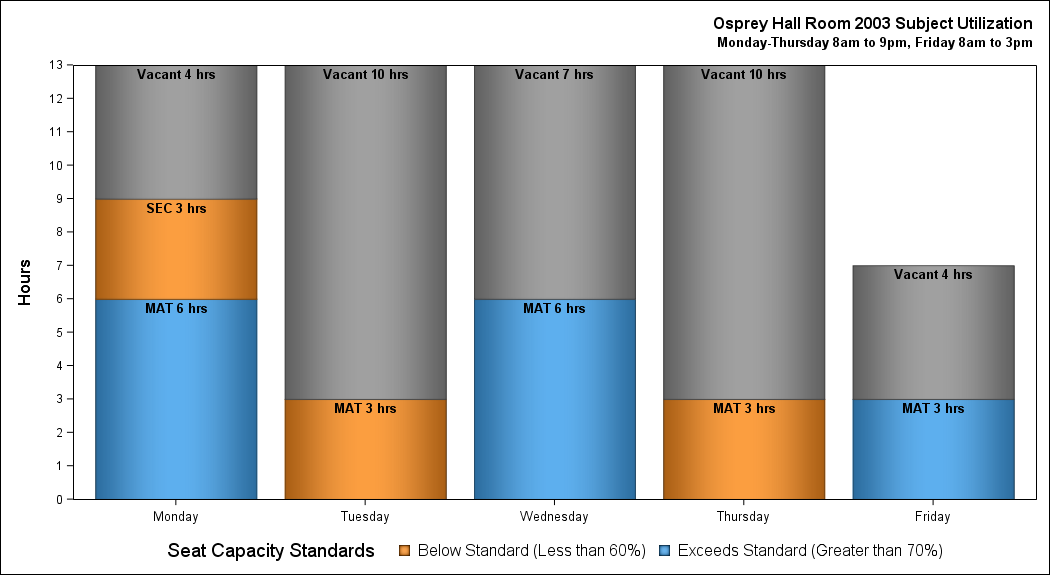 Osprey Hall Room 2003 Subject Utilization
Monday-Thursday 8am to 9pm, Friday 8am to 3pm
Hours
13
12
11
10
9
8
7
6
5
4
3
2
1
0
Vacant 4 hrs
SEC 3 hrs
MAT 6 hrs
Vacant 10 hrs
MAT 3 hrs
Vacant 7 hrs
MAT 6 hrs
Vacant 10 hrs
MAT 3 hrs
Vacant 4 hrs
MAT 3 hrs
Monday Tuesday Wednesday Thursday Friday
Seat Capacity Standards Below Standard (Less than 60%) Exceeds Standard (Greater than 70%)